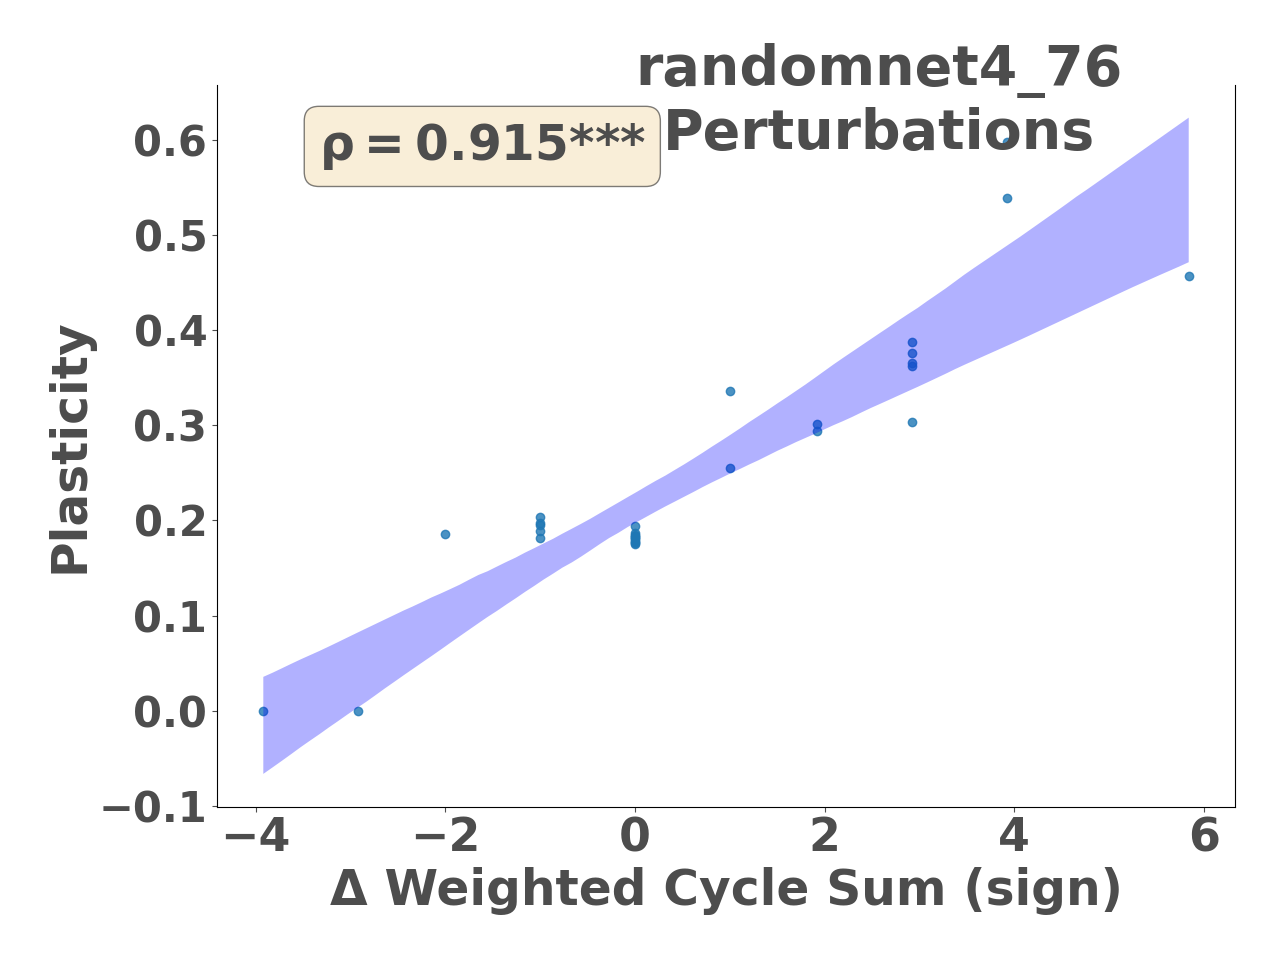 randomnet4_76
Perturbations
ρ = 0.915***
0.6
0.5
0.4
0.3
0.2
0.1
0.0
−0.1
Plasticity
−4 −2 0 2 4 6
Δ Weighted Cycle Sum (sign)